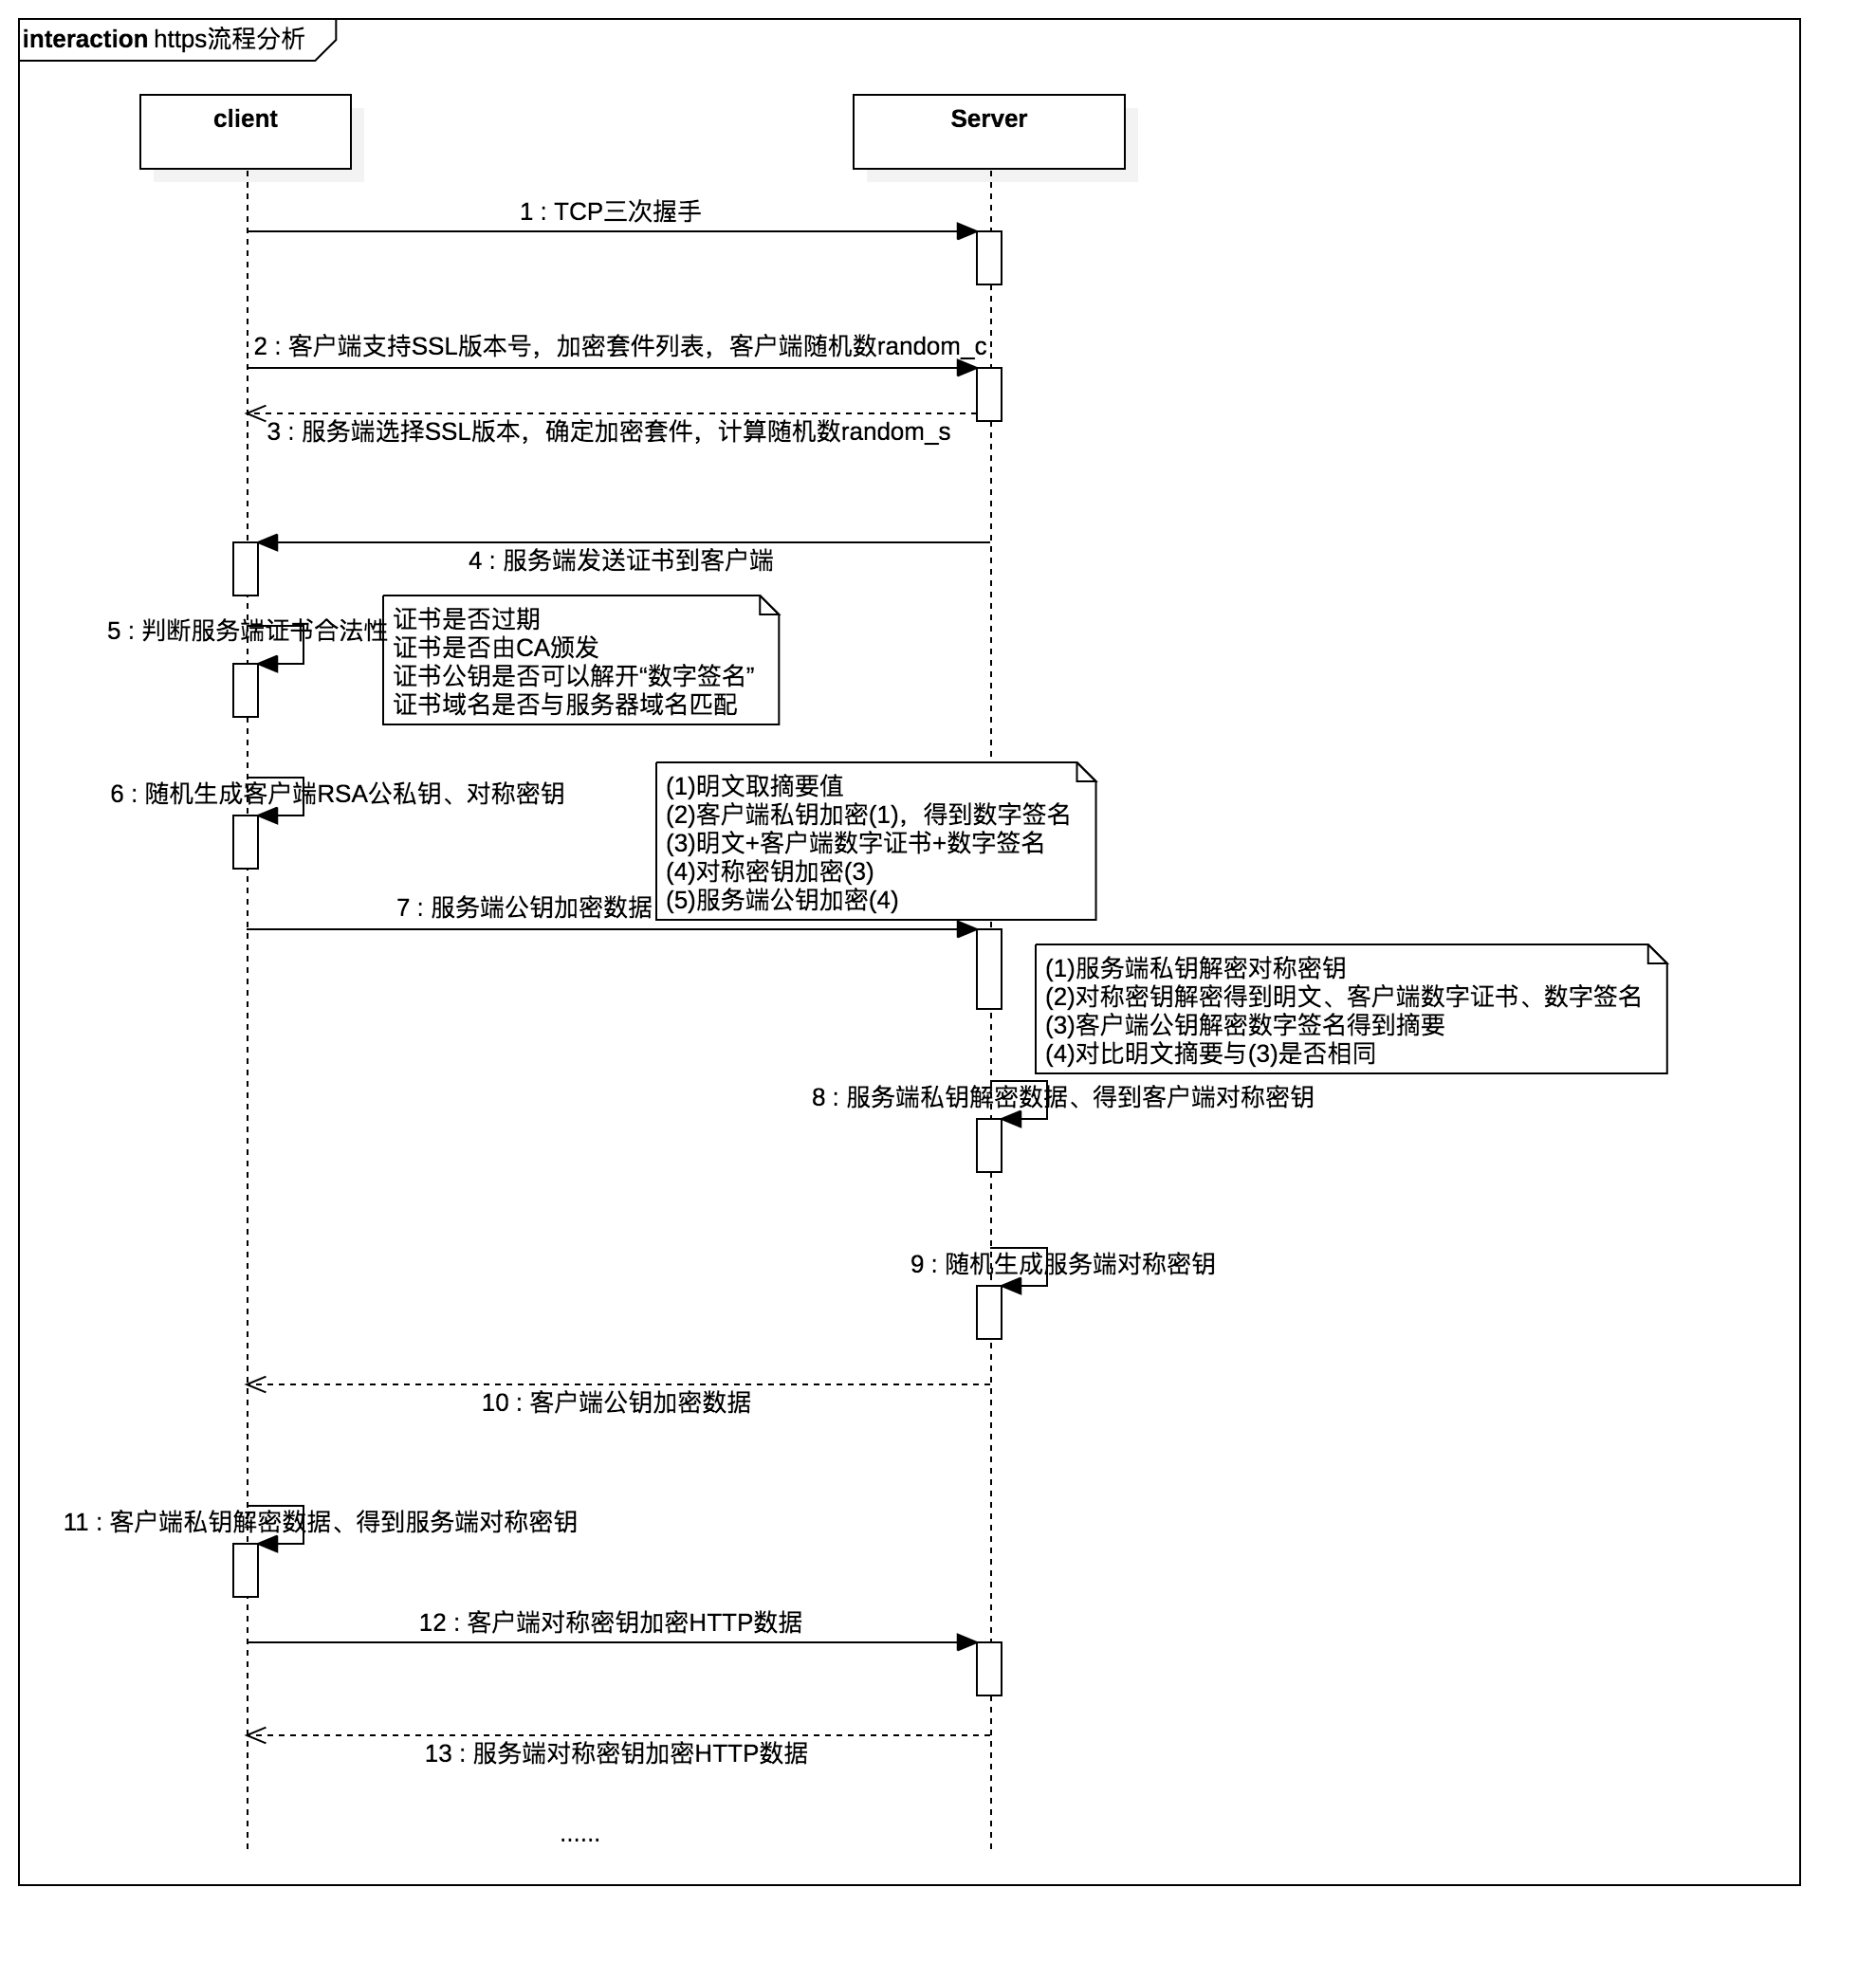 interaction https流程分析
client
Server
1 : TCP三次握手
2 : 客户端支持SSL版本号，加密套件列表，客户端随机数random_c
3 : 服务端选择SSL版本，确定加密套件，计算随机数random_s
4 : 服务端发送证书到客户端
5 : 判断服务端证书合法性
证书是否过期
证书是否由CA颁发
证书公钥是否可以解开“数字签名”
证书域名是否与服务器域名匹配
6 : 随机生成客户端RSA公私钥、对称密钥
(1)明文取摘要值
(2)客户端私钥加密(1)，得到数字签名
(3)明文+客户端数字证书+数字签名
(4)对称密钥加密(3)
(5)服务端公钥加密(4)
7 : 服务端公钥加密数据
(1)服务端私钥解密对称密钥
(2)对称密钥解密得到明文、客户端数字证书、数字签名
(3)客户端公钥解密数字签名得到摘要
(4)对比明文摘要与(3)是否相同
8 : 服务端私钥解密数据、得到客户端对称密钥
9 : 随机生成服务端对称密钥
10 : 客户端公钥加密数据
11 : 客户端私钥解密数据、得到服务端对称密钥
12 : 客户端对称密钥加密HTTP数据
13 : 服务端对称密钥加密HTTP数据
......